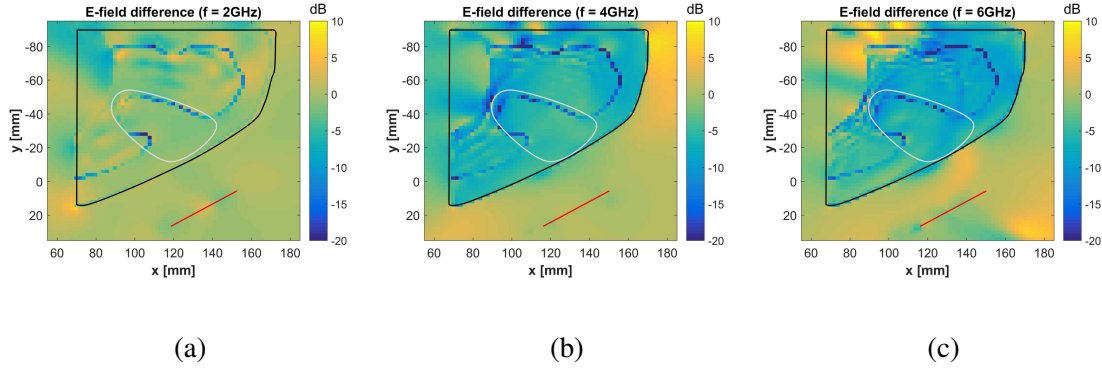 E-field difference (f = 2GHz)
dB
y [mm]
-80
-60
-40
-20
0
20
60 80 100 120 140 160 180
x [mm]
10
5
0
-5
-10
-15
-20
(a)
E-field difference (f = 4GHz)
dB
y [mm]
-80
-60
-40
-20
0
20
60 80 100 120 140 160 180
x [mm]
10
5
0
-5
-10
-15
-20
(b)
E-field difference (f = 6GHz)
dB
y [mm]
-80
-60
-40
-20
0
20
60 80 100 120 140 160 180
x [mm]
10
5
0
-5
-10
-15
-20
(c)